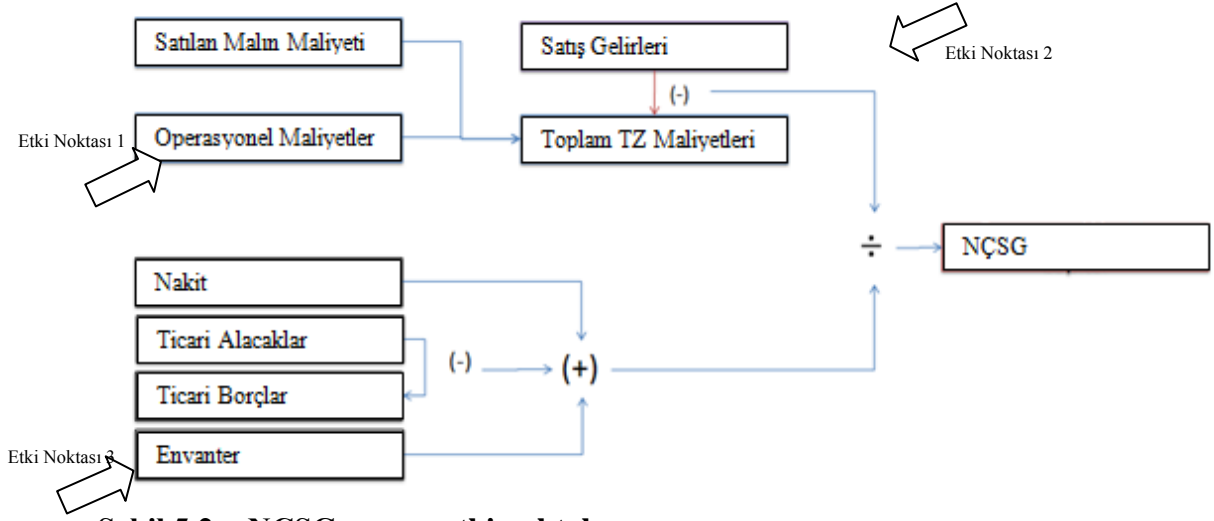 Satılan Malın Maliyeti
Satış Gelirleri
Etki Noktası 2
(-)
Etki Noktası 1
Operasyonel Maliyetler
Toplam TZ Maliyetleri
÷
NÇSG
Nakit
Ticari Alacaklar
(-)
(+)
Ticari Borçlar
Etki Noktası 3
Envanter